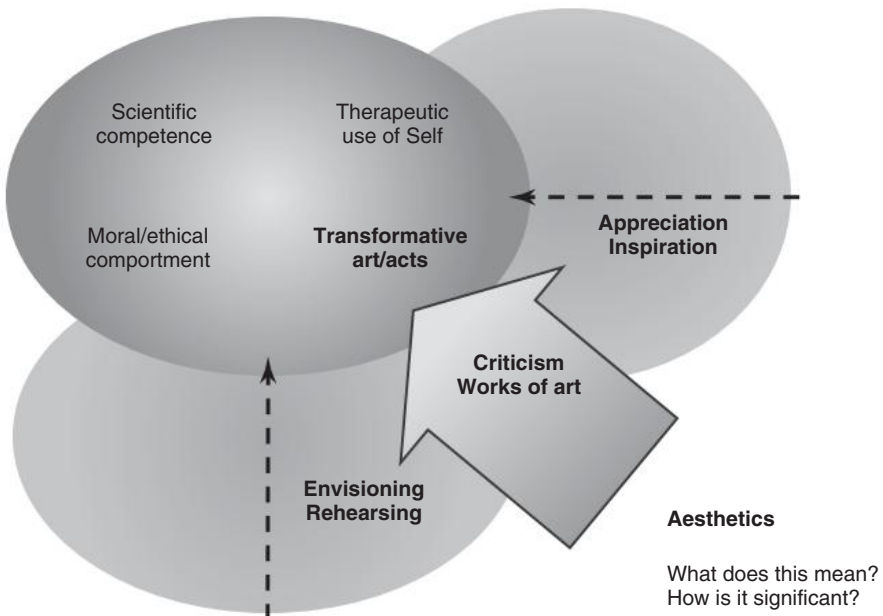 Scientific
competence
Therapeutic
use of Self
Moral/ethical
comportment
Transformative
art/acts
Appreciation
Inspiration
Criticism
Works of art
Envisioning
Rehearsing
Aesthetics
What does this mean?
How is it significant?